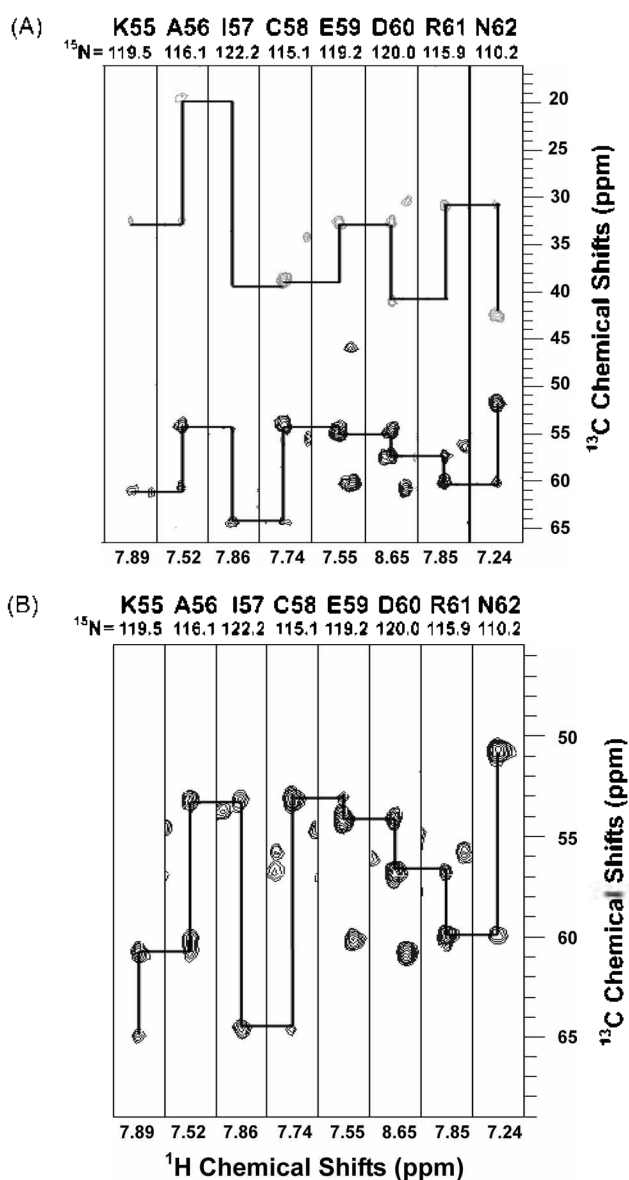 (A)
K55 A56 I57 C58 E59 D60 R61 N62
15N= 119.5 116.1 122.2 115.1 119.2 120.0 115.9 110.2
20
25
30
35
40
45
50
55
60
65
13C Chemical Shifts (ppm)
7.89 7.52 7.86 7.74 7.55 8.65 7.85 7.24
(B)
K55 A56 I57 C58 E59 D60 R61 N62
15N= 119.5 116.1 122.2 115.1 119.2 120.0 115.9 110.2
50
55
60
65
13C Chemical Shifts (ppm)
7.89 7.52 7.86 7.74 7.55 8.65 7.85 7.24
1H Chemical Shifts (ppm)